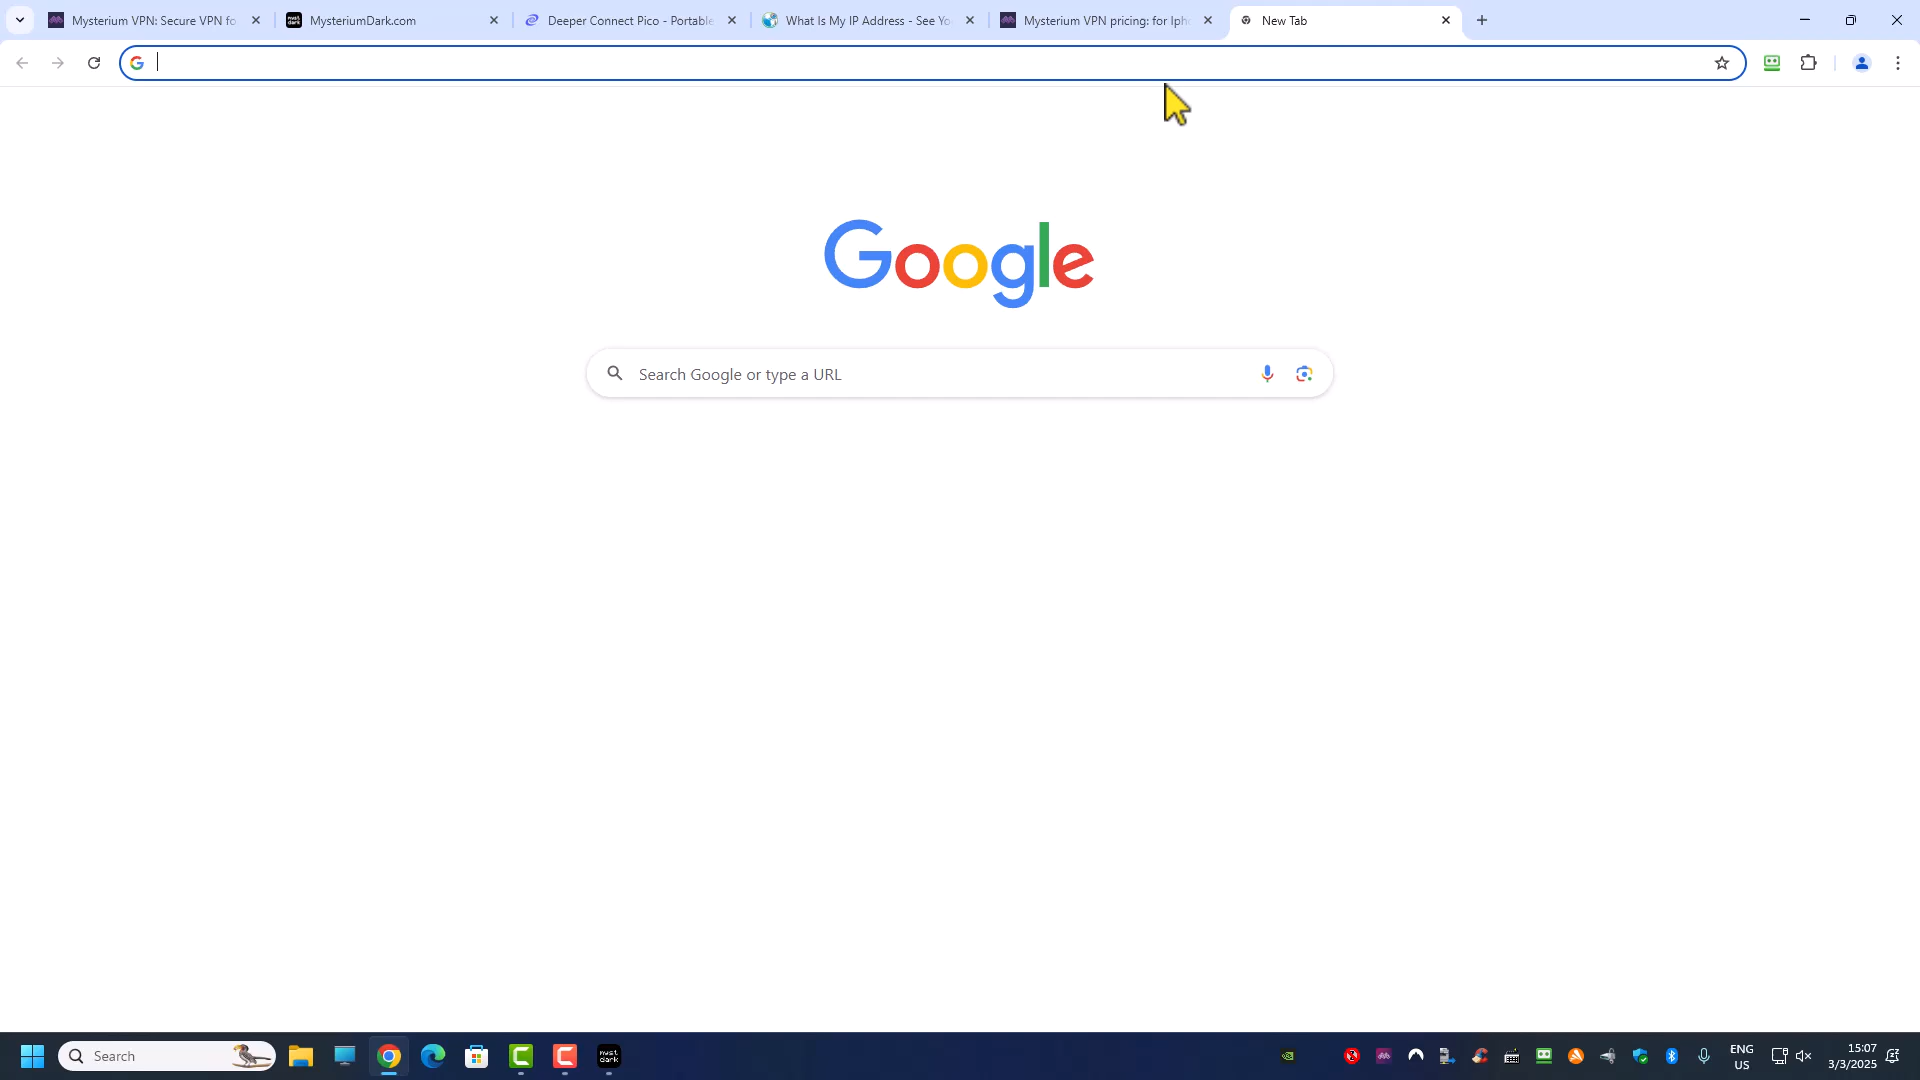 Mysterium VPN: Secure VPN fo
MysteriumDark.com
Deeper Connect Pico - Portable
What Is My IP Address - See Yo
Mysterium VPN pricing: for Iph
New Tab
Google
Search Google or type a URL
Search
myst
dark
ENG
US
15:07
3/3/2025